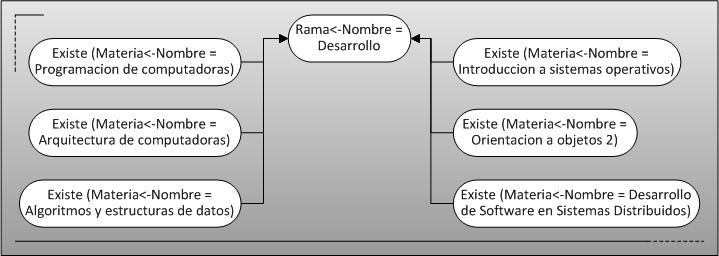 Rama<-Nombre =
Desarrollo
Existe (Materia<-Nombre =
Programacion de computadoras)
Existe (Materia<-Nombre =
Arquitectura de computadoras)
Existe (Materia<-Nombre =
Algoritmos y estructuras de datos)
Existe (Materia<-Nombre =
Introduccion a sistemas operativos)
Existe (Materia<-Nombre =
Orientacion a objetos 2)
Existe (Materia<-Nombre = Desarrollo
de Software en Sistemas Distribuidos)